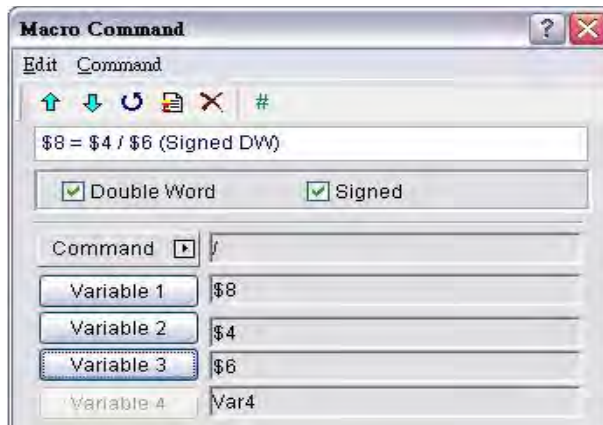 Macro Command
Edit Command
#
$8 = $4 / $6 (Signed DW)
Double Word Signed
Command /
Variable 1 $8
Variable 2 $4
Variable 3 $6
Variable 4 Var4